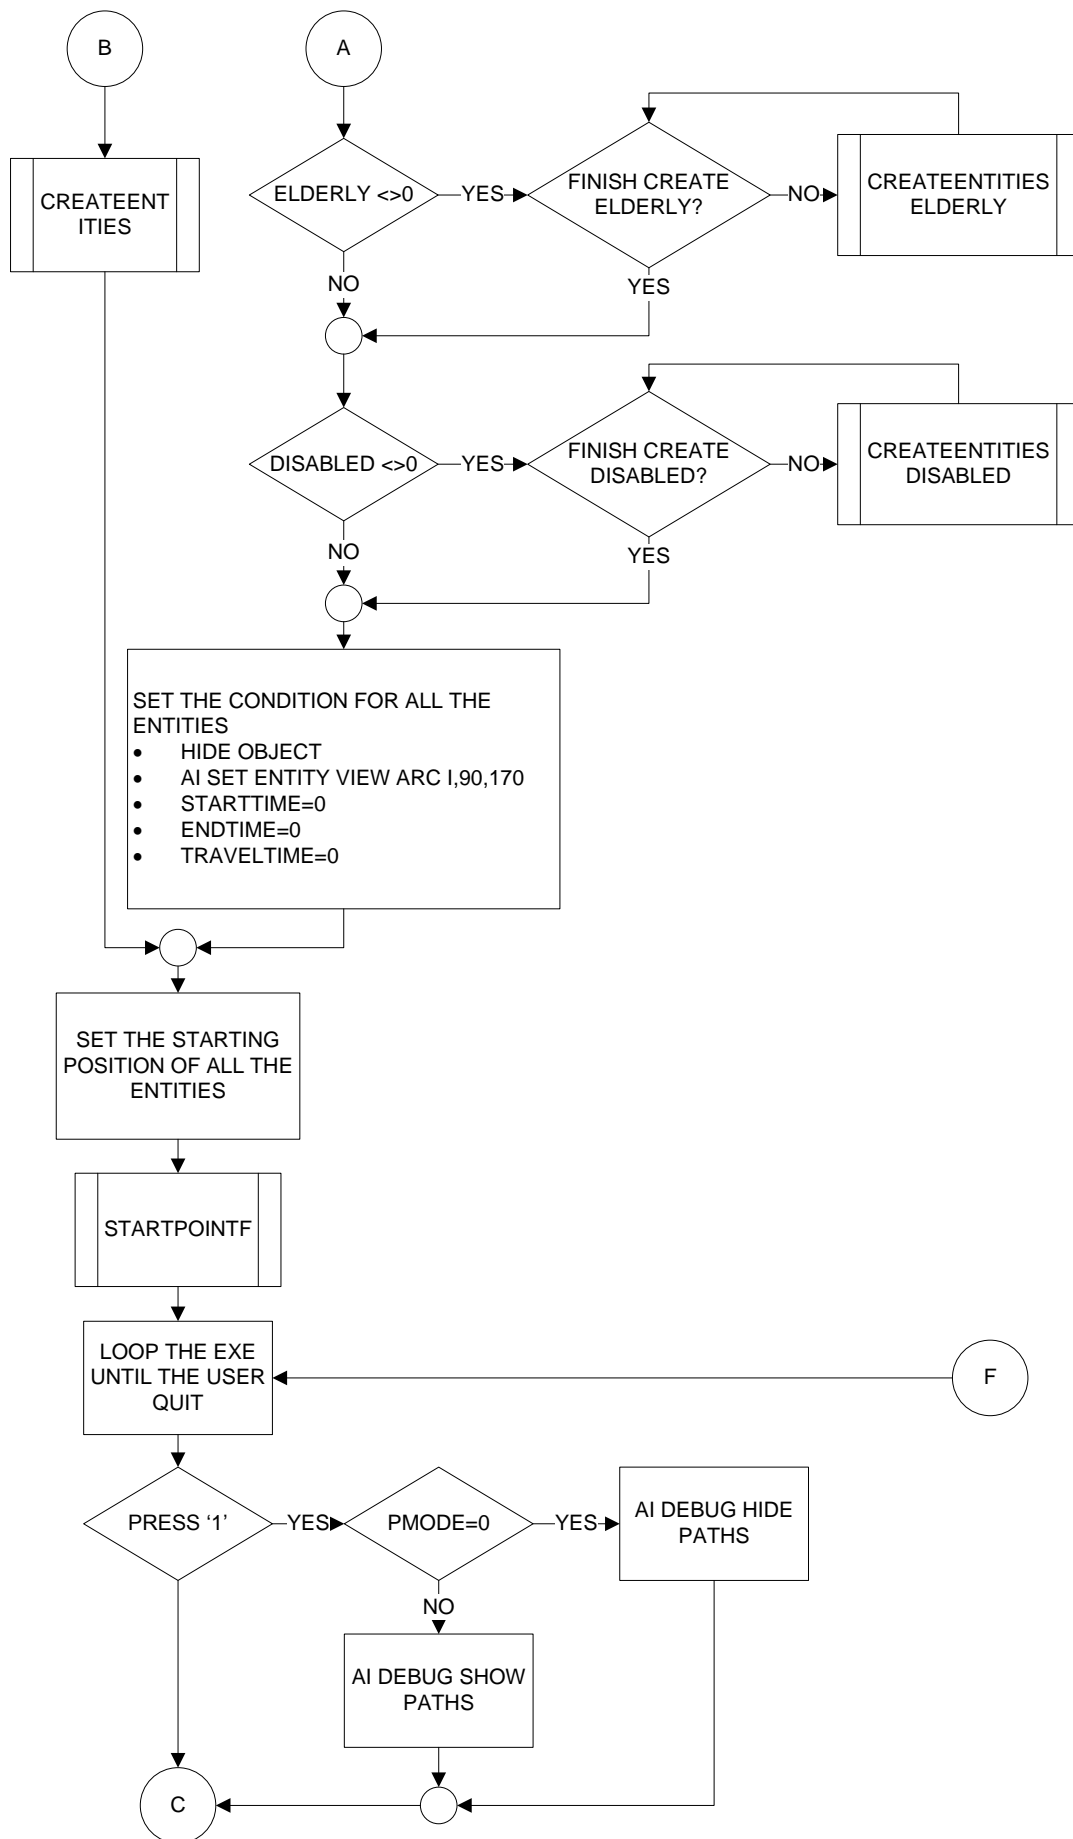 B
A
ELDERLY <>0
YES
FINISH CREATE
ELDERLY?
NO
CREATEENTITIES
ELDERLY
CREATEENT
ITIES
NO
YES
DISABLED <>0
YES
FINISH CREATE
DISABLED?
NO
CREATEENTITIES
DISABLED
NO
YES
SET THE CONDITION FOR ALL THE
ENTITIES
• HIDE OBJECT
• AI SET ENTITY VIEW ARC I,90,170
• STARTTIME=0
• ENDTIME=0
• TRAVELTIME=0
SET THE STARTING
POSITION OF ALL THE
ENTITIES
STARTPOINTF
LOOP THE EXE
UNTIL THE USER
QUIT
F
PRESS ‘1’
YES
PMODE=0
YES
AI DEBUG HIDE
PATHS
NO
AI DEBUG SHOW
PATHS
C